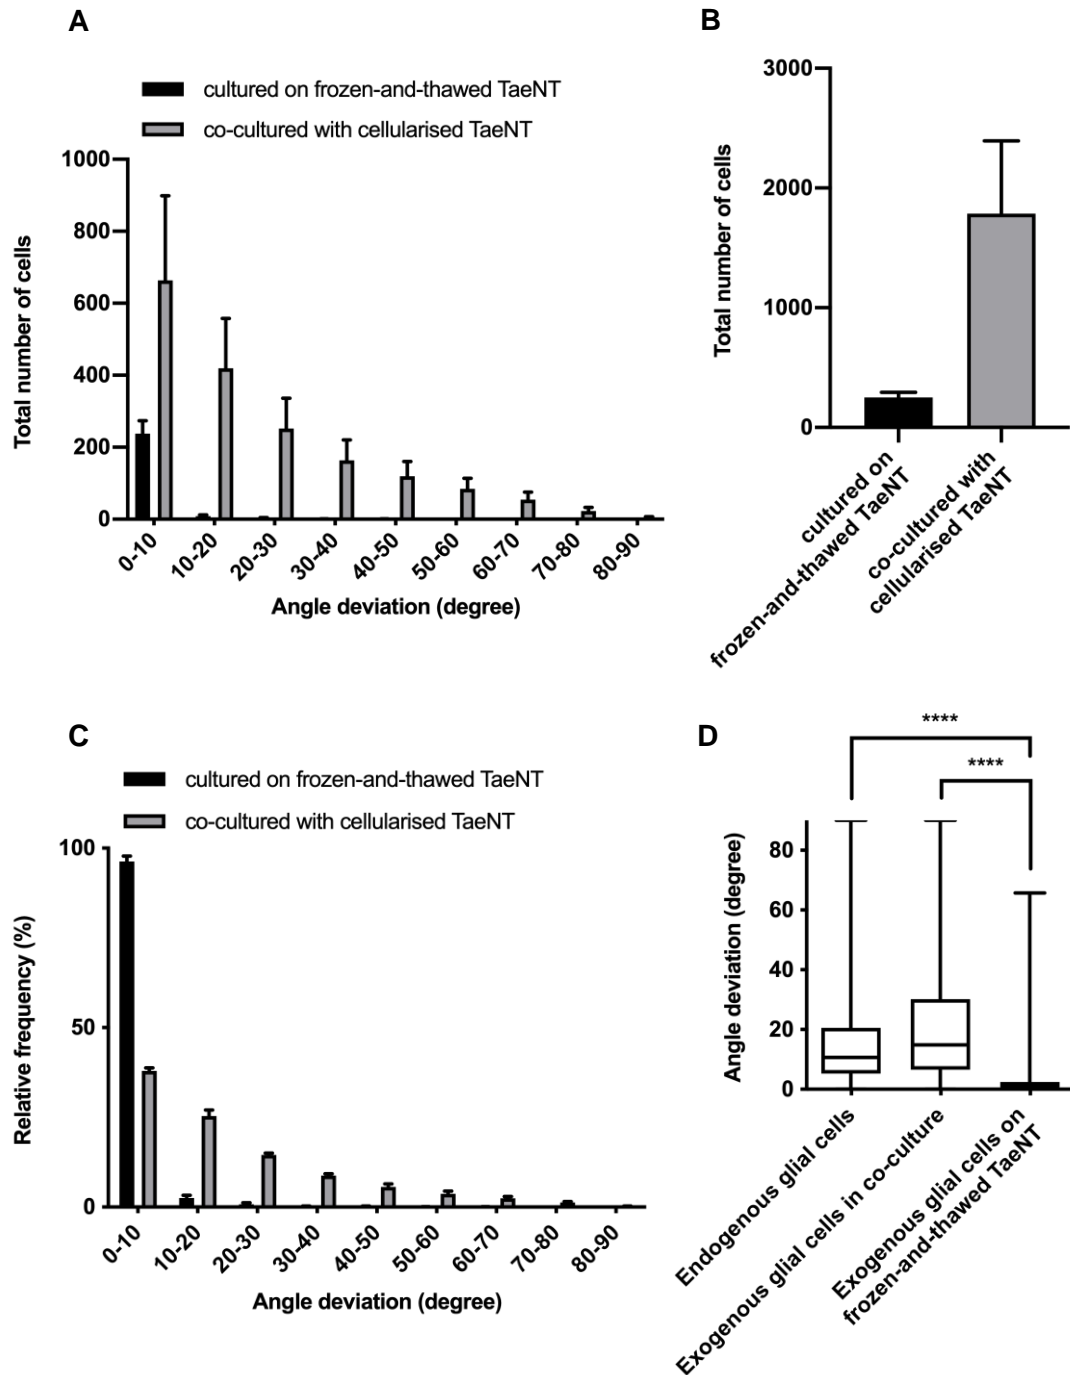 A
cultured on frozen-and-thawed TaeNT
co-cultured with cellularised TaeNT
Total number of cells
1000
800
600
400
200
0
0-10
10-20
20-30
30-40
40-50
50-60
60-70
70-80
80-90
Angle deviation (degree)
B
Total number of cells
3000
2000
1000
0
cultured on
frozen-and-thawed TaeNT
co-cultured with
cellularised TaeNT
C
cultured on frozen-and-thawed TaeNT
co-cultured with cellularised TaeNT
Relative frequency (%)
100
50
0
0-10
10-20
20-30
30-40
40-50
50-60
60-70
70-80
80-90
Angle deviation (degree)
D
****
****
Angle deviation (degree)
80
60
40
20
0
Endogenous glial cells
Exogenous glial cells in co-culture
Exogenous glial cells on
frozen-and-thawed TaeNT